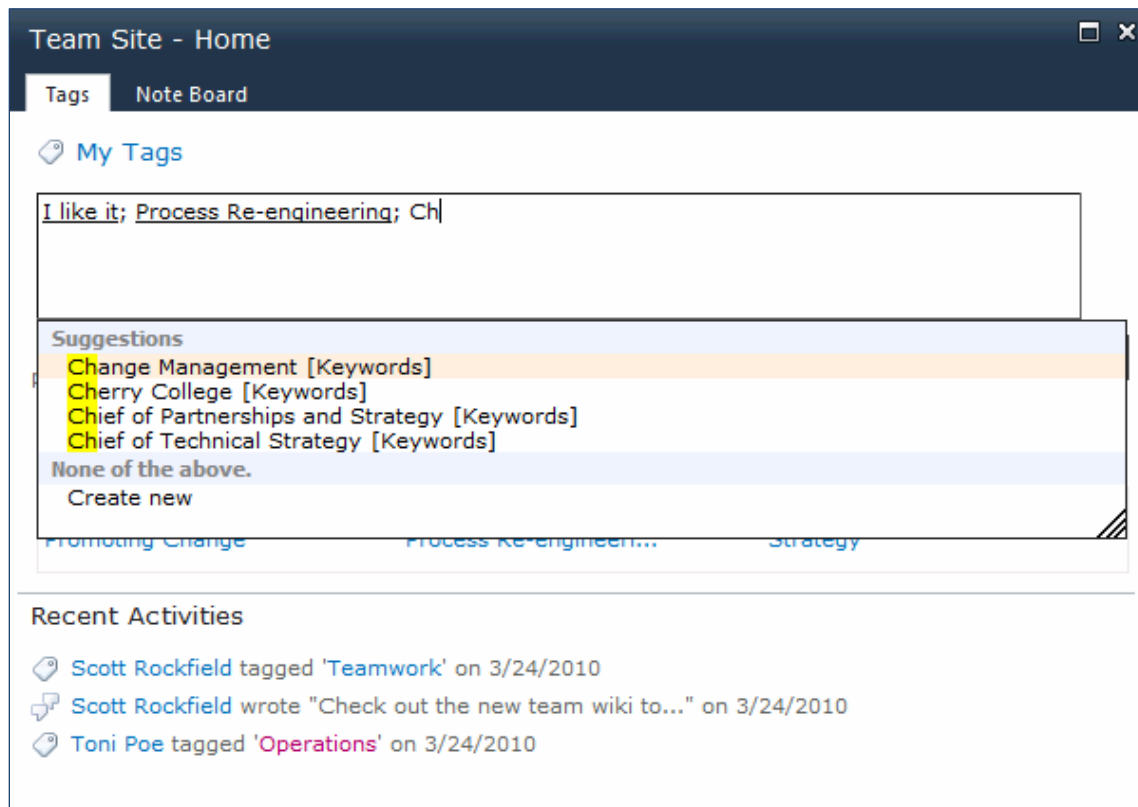 Team Site - Home
Tags Note Board
My Tags
I like it; Process Re-engineering; Ch
Suggestions
Change Management [Keywords]
Cherry College [Keywords]
Chief of Partnerships and Strategy [Keywords]
Chief of Technical Strategy [Keywords]
None of the above.
Create new
Promoting Change Process Re-engineeri... Strategy
Recent Activities
Scott Rockfield tagged 'Teamwork' on 3/24/2010
Scott Rockfield wrote "Check out the new team wiki to..." on 3/24/2010
Toni Poe tagged 'Operations' on 3/24/2010